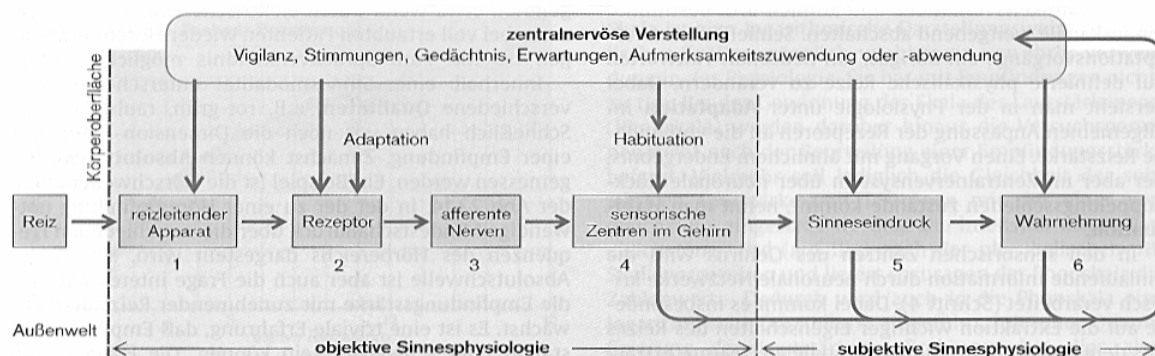 zentralnervöse Verstellung
Vigilanz, Stimmungen, Gedächtnis, Erwartungen, Aufmerksamkeitszuwendung oder -abwendung
Körperoberfläche
Adaptation
Habituation
Reiz
reizleitender
Apparat
Rezeptor
afferente
Nerven
sensorische
Zentren im Gehirn
Sinneseindruck
Wahrnehmung
1
2
3
4
5
6
Außenwelt
objektive Sinnesphysiologie
subjektive Sinnesphysiologie